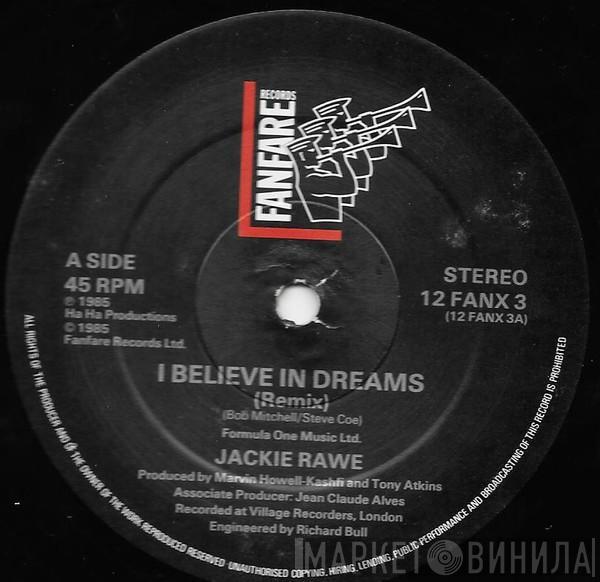 RECORDS
FANFARE
A SIDE
45 RPM
℗ 1985
Ha Ha Productions
© 1985
Fanfare Records Ltd.
STEREO
12 FANX 3
(12 FANX 3A)
I BELIEVE IN DREAMS
(Remix)
(Bob Mitchell/Steve Coe)
Formula One Music Ltd.
JACKIE RAWE
Produced by Marvin Howell-Kashfi and Tony Atkins
Associate Producer: Jean Claude Alves
Recorded at Village Recorders, London
Engineered by Richard Bull
ALL RIGHTS OF THE PRODUCER AND OF THE OWNER OF THE WORK REPRODUCED RESERVED · UNAUTHORISED COPYING, HIRING, LENDING, PUBLIC PERFORMANCE AND BROADCASTING OF THIS RECORD IS PROHIBITED
МАРКЕТ ВИНИЛА